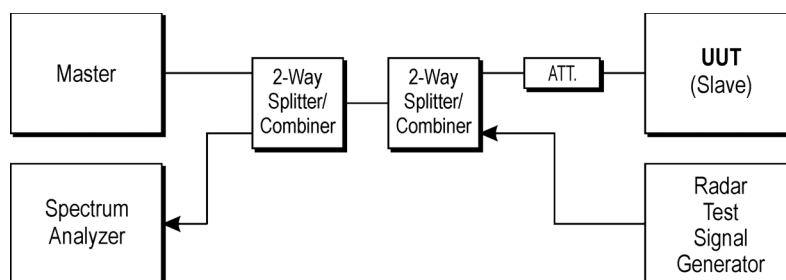 Master
2-Way
Splitter/
Combiner
2-Way
Splitter/
Combiner
ATT.
UUT
(Slave)
Spectrum
Analyzer
Radar
Test
Signal
Generator